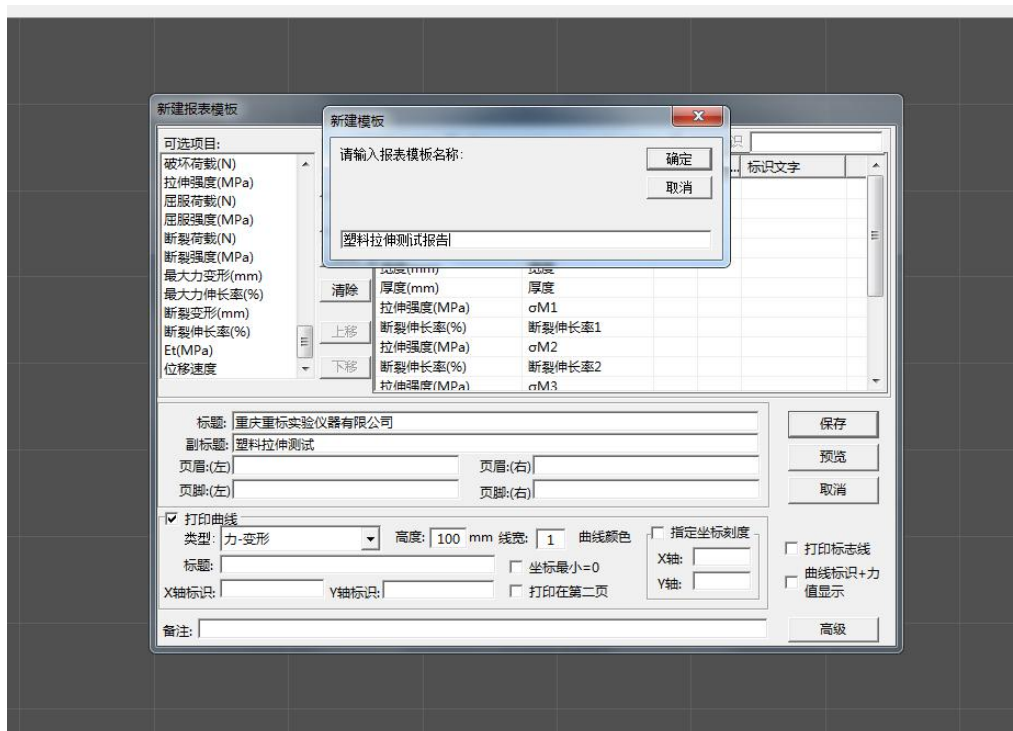 新建报表模板
新建模板
X
请输入报表模板名称:
确定
取消
塑料拉伸测试报告
可选项目:
破坏荷载(N)
拉伸强度(MPa)
屈服荷载(N)
屈服强度(MPa)
断裂荷载(N)
断裂强度(MPa)
最大力变形(mm)
最大力伸长率(%)
断裂变形(mm)
断裂伸长率(%)
Et(MPa)
位移速度
清除
上移
下移
... 标识文字
宽度(mm) 宽度
厚度(mm) 厚度
拉伸强度(MPa) σM1
断裂伸长率(%) 断裂伸长率1
拉伸强度(MPa) σM2
断裂伸长率(%) 断裂伸长率2
拉伸强度(MPa) σM3
标题: 重庆重标实验仪器有限公司
副标题: 塑料拉伸测试
页眉:(左) 页眉:(右)
页脚:(左) 页脚:(右)
保存
预览
取消
打印曲线
类型: 力-变形 高度: 100 mm 线宽: 1 曲线颜色
标题: 坐标最小=0
X轴标识: Y轴标识: 打印在第二页
指定坐标刻度
X轴:
Y轴:
打印标志线
曲线标识+力
值显示
备注:
高级